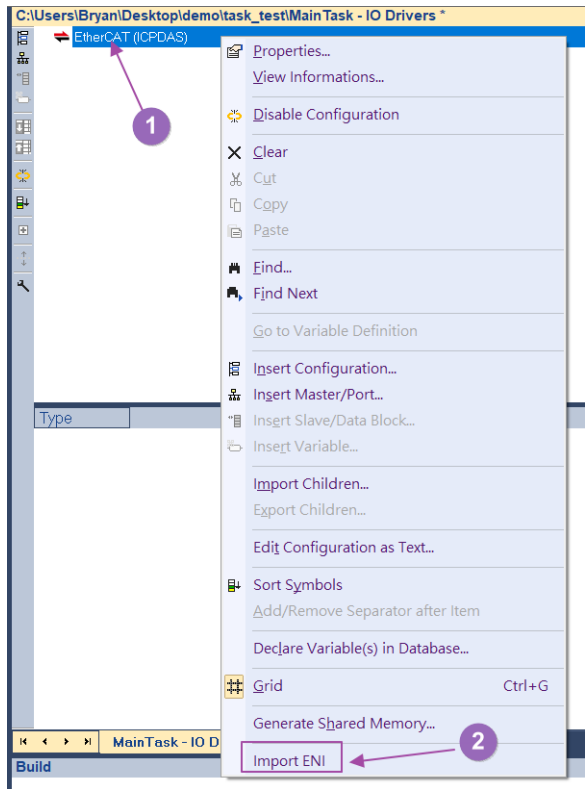 C:\Users\Bryan\Desktop\demo\task_test\MainTask - IO Drivers *
EtherCAT (ICPDAS)
1
Properties...
View Informations...
Disable Configuration
Clear
Cut
Copy
Paste
Find...
Find Next
Go to Variable Definition
Insert Configuration...
Insert Master/Port...
Insert Slave/Data Block...
Insert Variable...
Import Children...
Export Children...
Edit Configuration as Text...
Sort Symbols
Add/Remove Separator after Item
Declare Variable(s) in Database...
Grid Ctrl+G
Generate Shared Memory...
Import ENI
2
Type
MainTask - IO D
Build